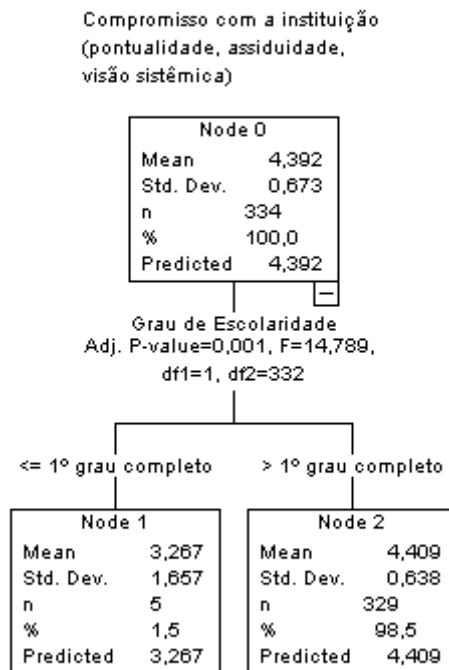 Compromisso com a instituição
(pontualidade, assiduidade,
visão sistêmica)
Node 0
Mean 4,392
Std. Dev. 0,673
n 334
% 100,0
Predicted 4,392
Grau de Escolaridade
Adj. P-value=0,001, F=14,789,
df1=1, df2=332
<= 1º grau completo
> 1º grau completo
Node 1
Mean 3,267
Std. Dev. 1,657
n 5
% 1,5
Predicted 3,267
Node 2
Mean 4,409
Std. Dev. 0,638
n 329
% 98,5
Predicted 4,409